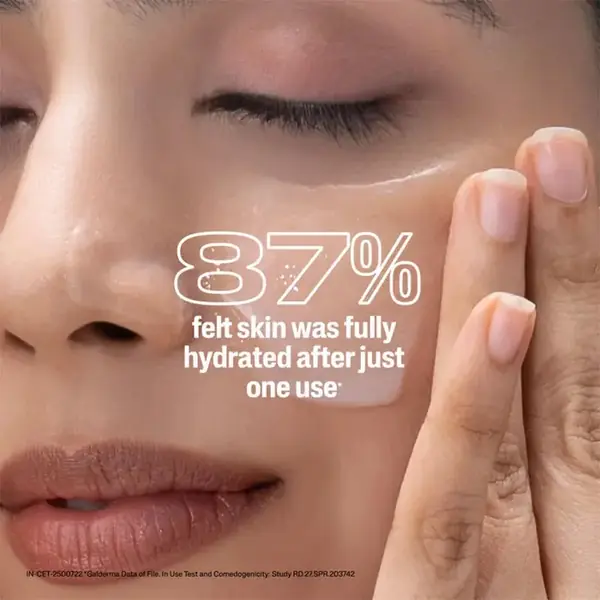 87%
felt skin was fully
hydrated after just
one use*
IN-CET-2500722.*Galderma Data of File. In Use Test and Comedogenicity: Study RD.27.SPR.203742